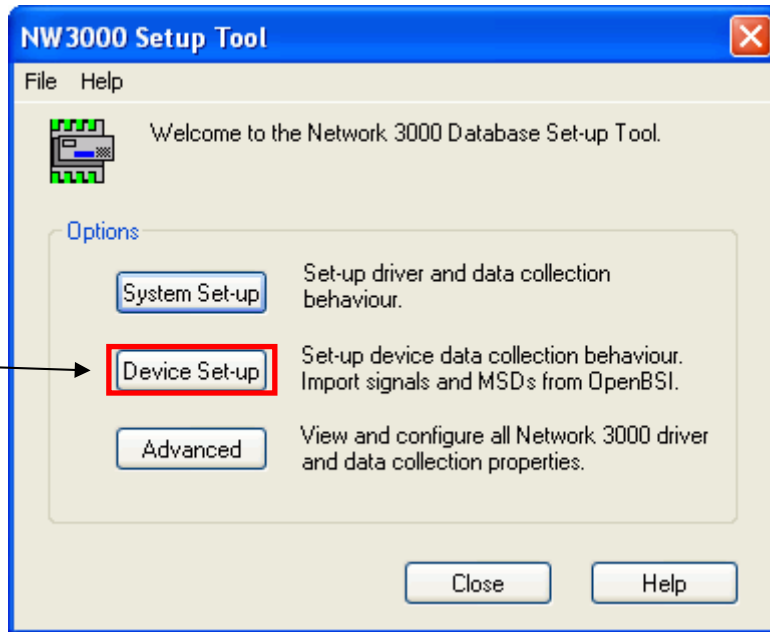 NW3000 Setup Tool
File Help
Welcome to the Network 3000 Database Set-up Tool.
Options
System Set-up
Set-up driver and data collection
behaviour.
Device Set-up
Set-up device data collection behaviour.
Import signals and MSDs from OpenBSI.
Advanced
View and configure all Network 3000 driver
and data collection properties.
Close Help